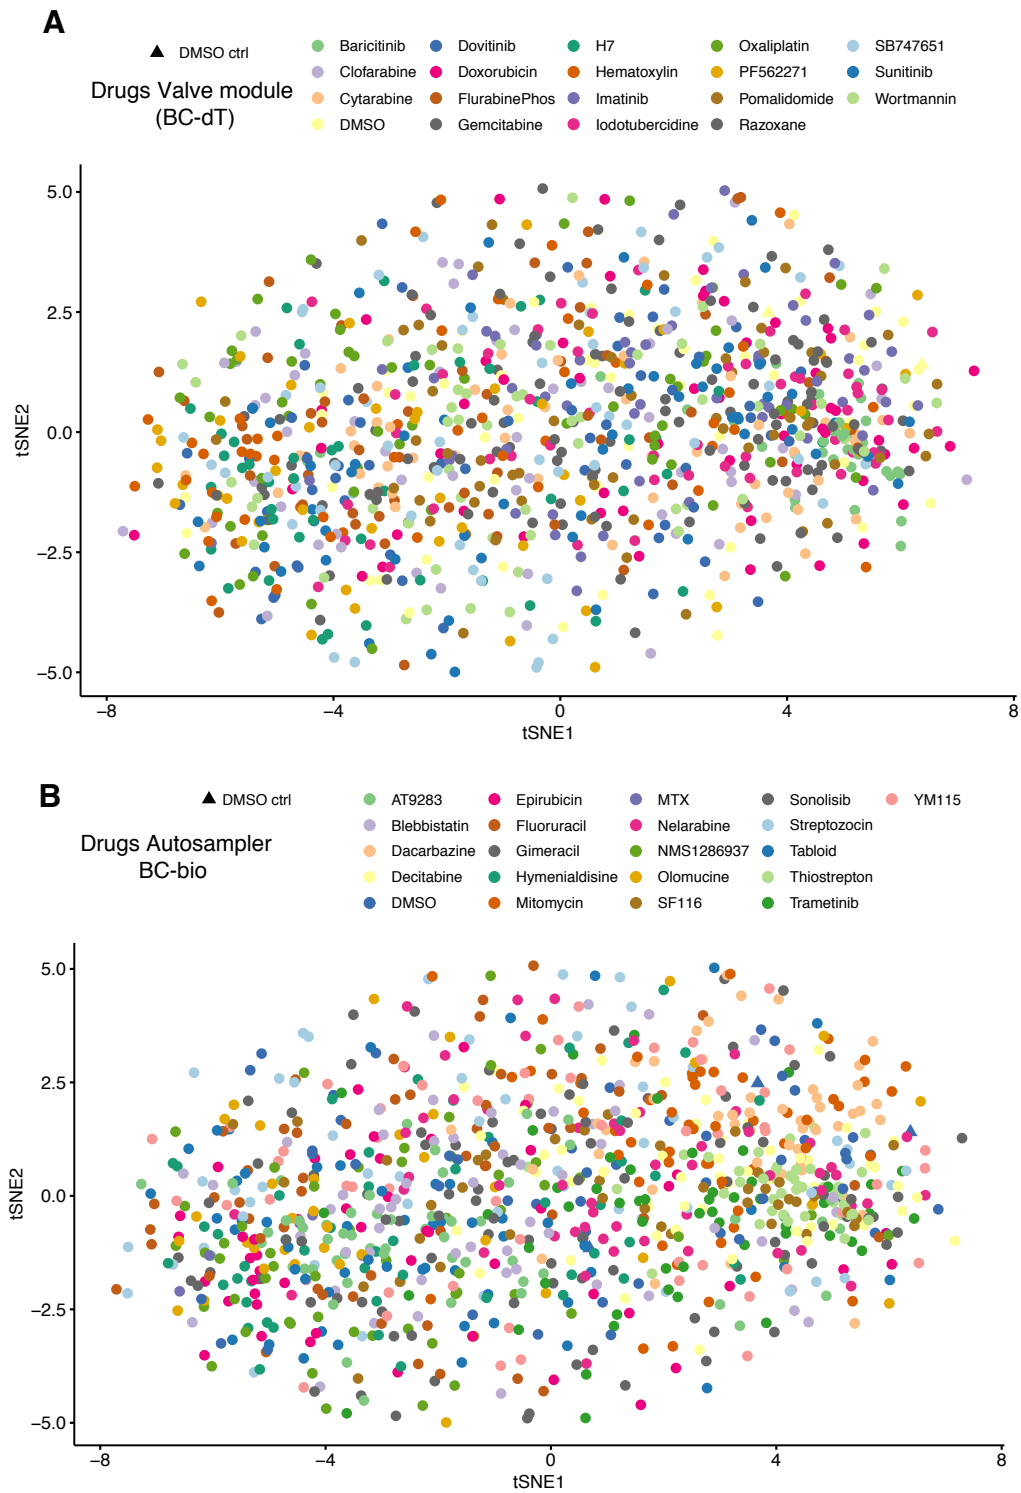 A
DMSO ctrl
Drugs Valve module
(BC-dT)
Baricitinib Dovitinib H7 Oxaliplatin SB747651
Clofarabine Doxorubicin Hematoxylin PF562271 Sunitinib
Cytarabine FlurabinePhos Imatinib Pomalidomide Wortmannin
DMSO Gemcitabine Iodotubercidine Razoxane
5.0
2.5
0.0
−2.5
−5.0
tSNE2
−8 −4 0 4 8
tSNE1
B
DMSO ctrl
Drugs Autosampler
BC-bio
AT9283 Epirubicin MTX Sonolisib YM115
Blebbistatin Fluoruracil Nelarabine Streptozocin
Dacarbazine Gimeracil NMS1286937 Tabloid
Decitabine Hymenialdisine Olomucine Thiostrepton
DMSO Mitomycin SF116 Trametinib
5.0
2.5
0.0
−2.5
−5.0
tSNE2
−8 −4 0 4 8
tSNE1